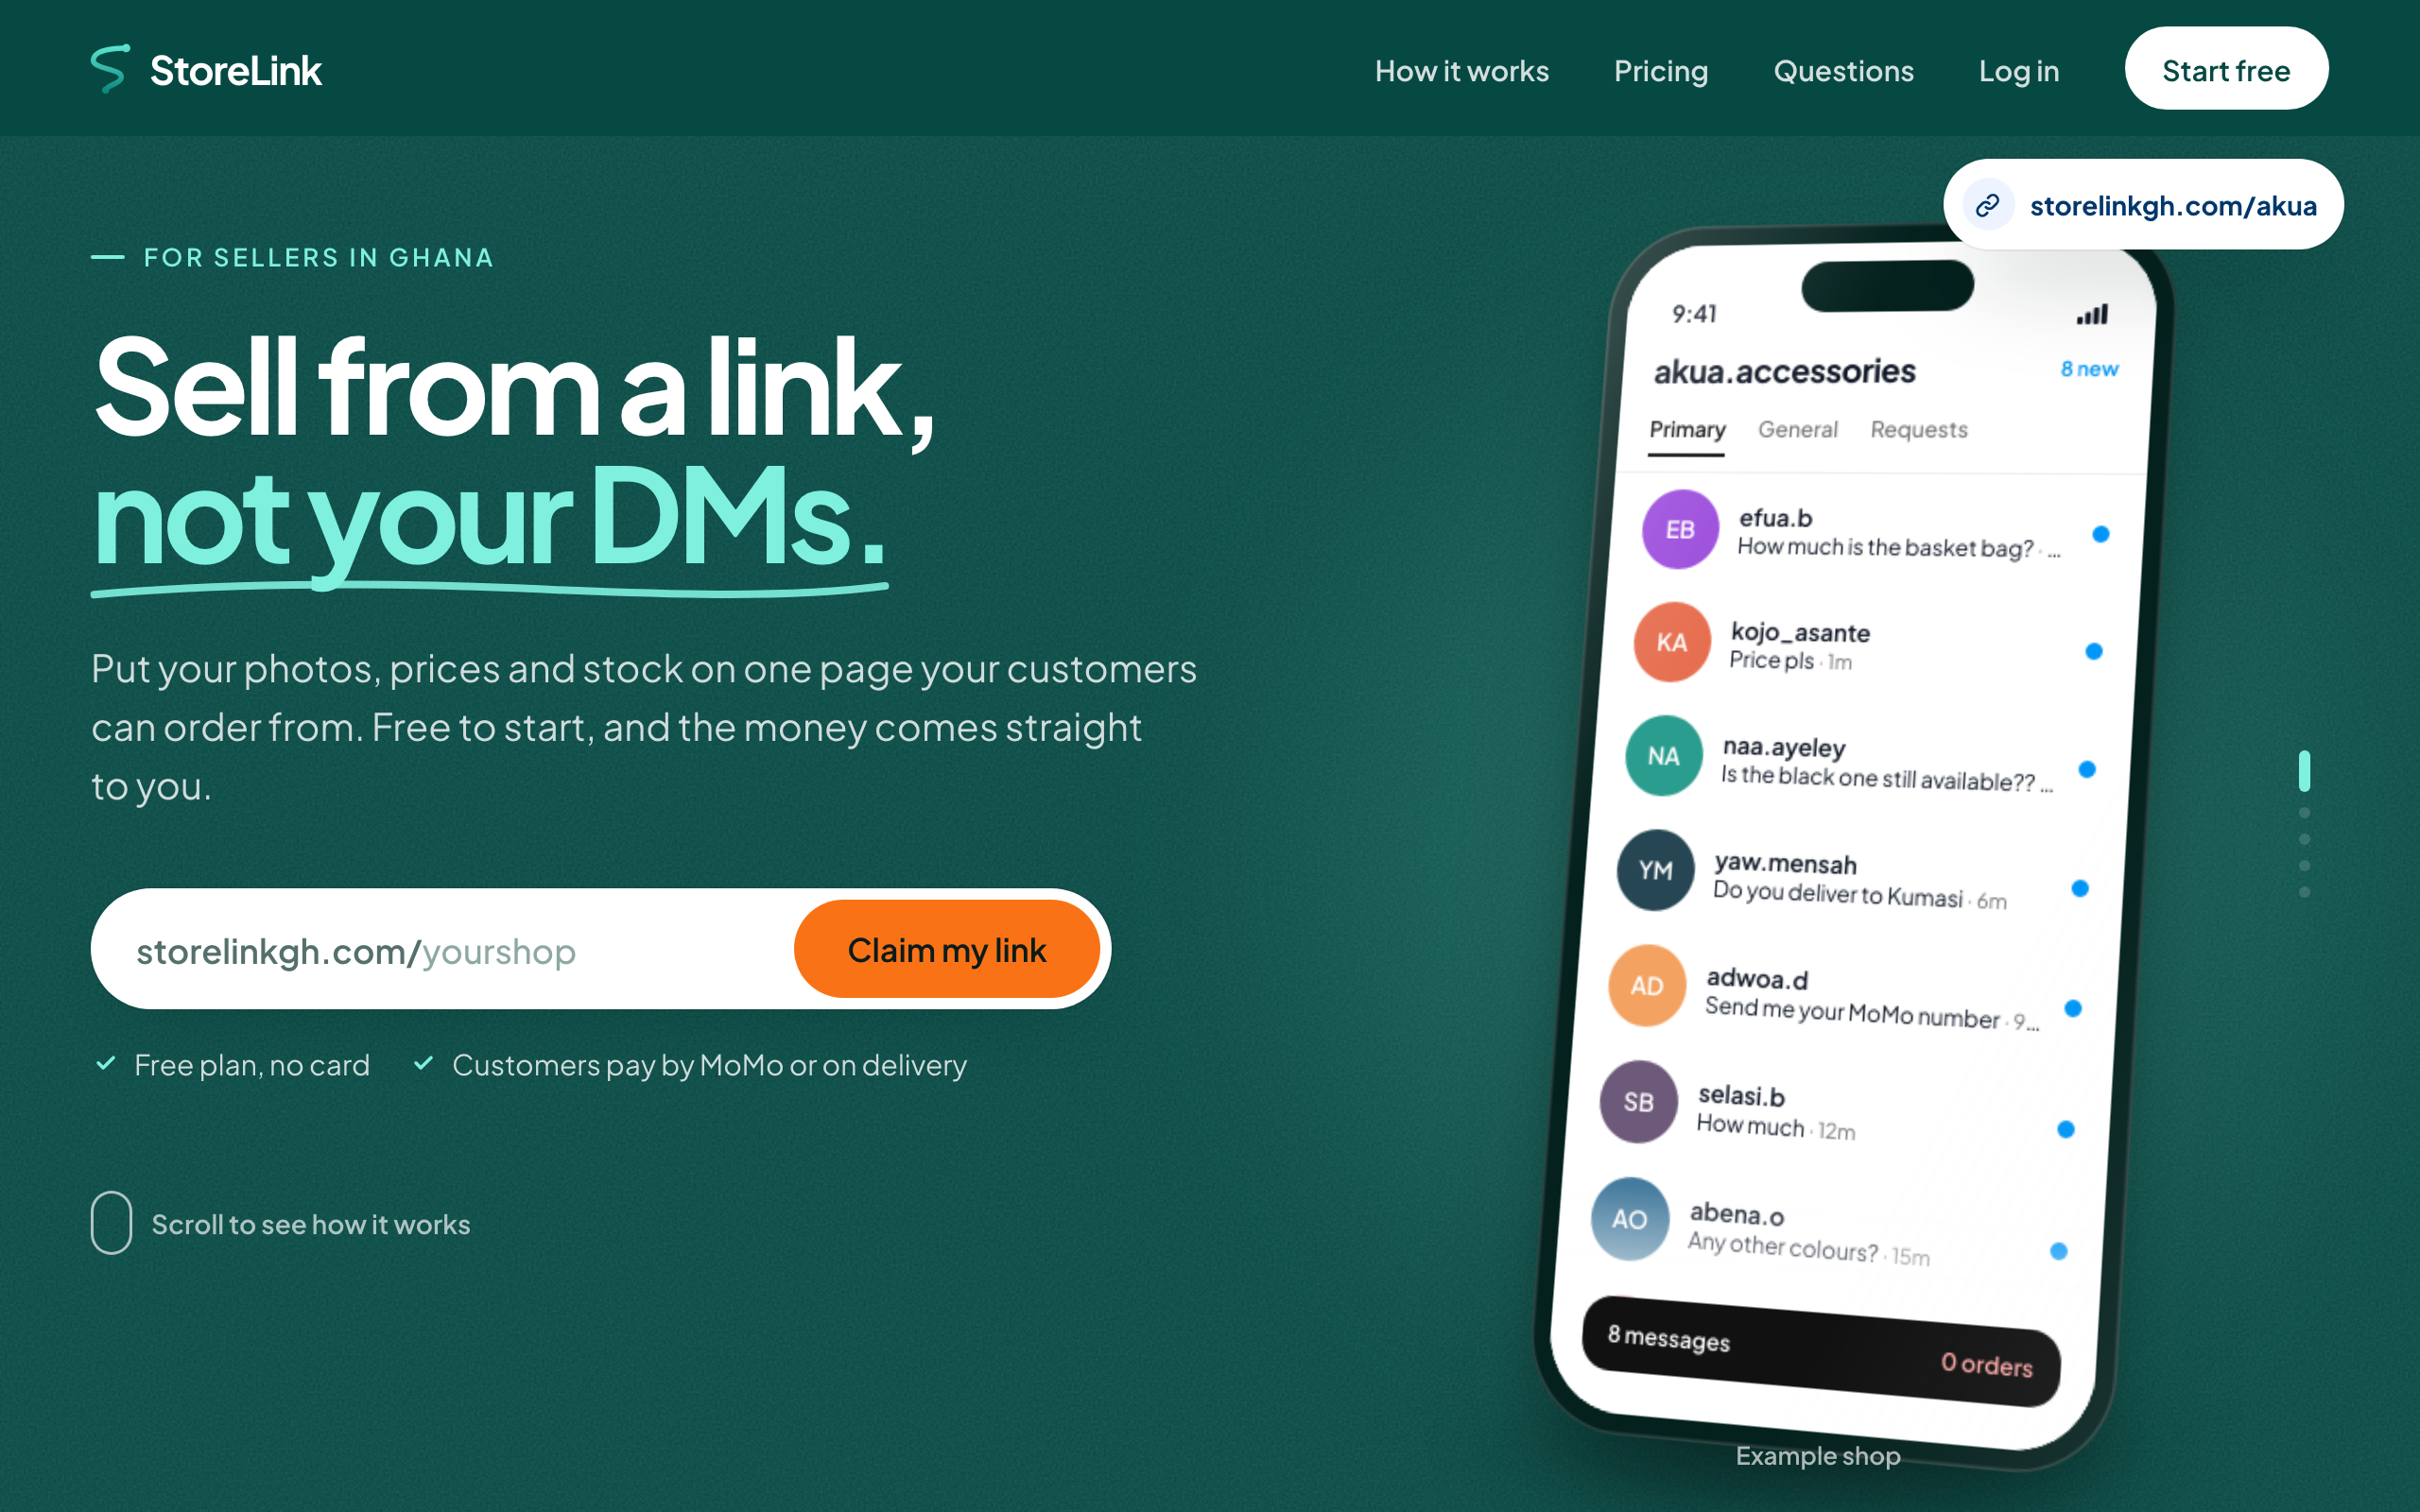 StoreLink
How it works
Pricing
Questions
Log in
Start free
storelinkgh.com/akua
FOR SELLERS IN GHANA
Sell from a link,
not your DMs.
Put your photos, prices and stock on one page your customers
can order from. Free to start, and the money comes straight
to you.
storelinkgh.com/yourshop
Claim my link
Free plan, no card
Customers pay by MoMo or on delivery
Scroll to see how it works
9:41
akua.accessories
8 new
Primary
General
Requests
EB
efua.b
How much is the basket bag? · ...
KA
kojo_asante
Price pls · 1m
NA
naa.ayeley
Is the black one still available?? ...
YM
yaw.mensah
Do you deliver to Kumasi · 6m
AD
adwoa.d
Send me your MoMo number · 9...
SB
selasi.b
How much · 12m
AO
abena.o
Any other colours? · 15m
8 messages
0 orders
Example shop